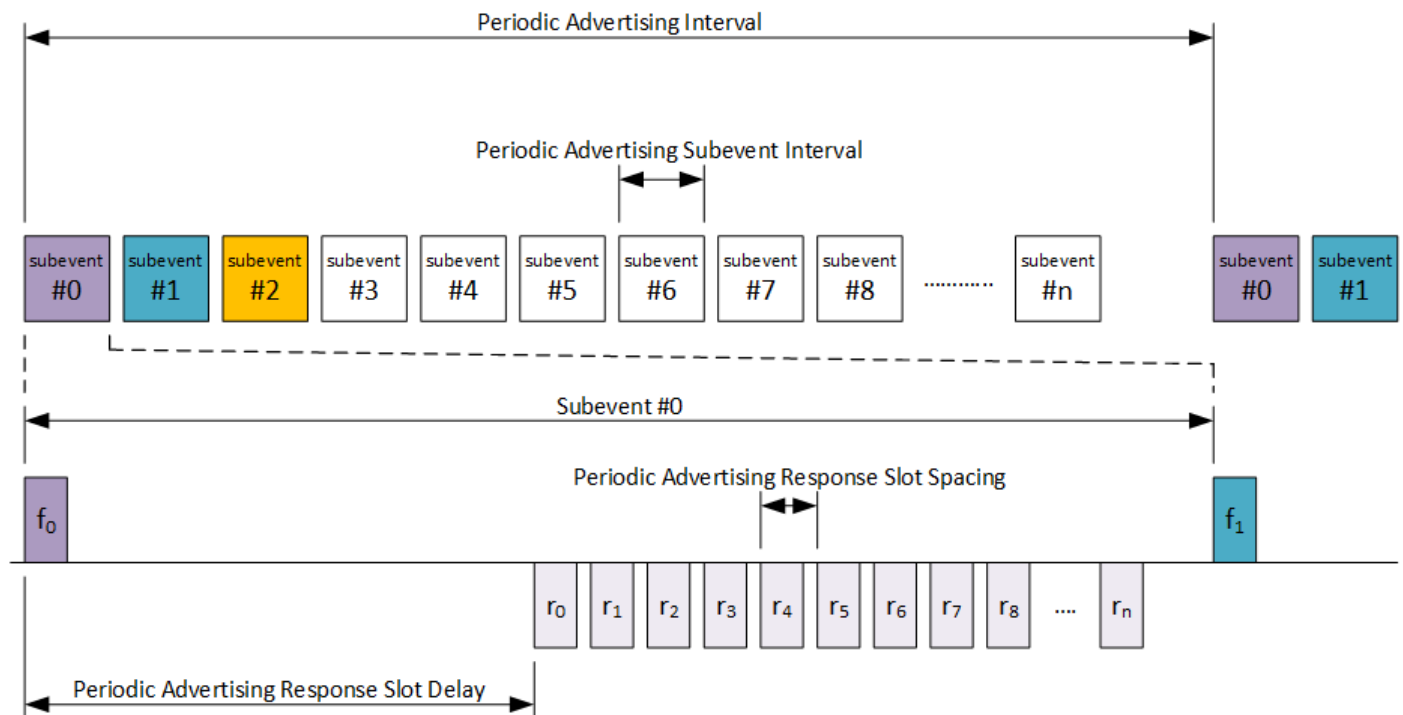 Periodic Advertising Interval
Periodic Advertising Subevent Interval
subevent subevent subevent subevent subevent subevent subevent subevent subevent subevent subevent subevent
#0 #1 #2 #3 #4 #5 #6 #7 #8 ............ #n #0 #1
Subevent #0
Periodic Advertising Response Slot Spacing
f₀ f₁
r₀ r₁ r₂ r₃ r₄ r₅ r₆ r₇ r₈ .... rₙ
Periodic Advertising Response Slot Delay